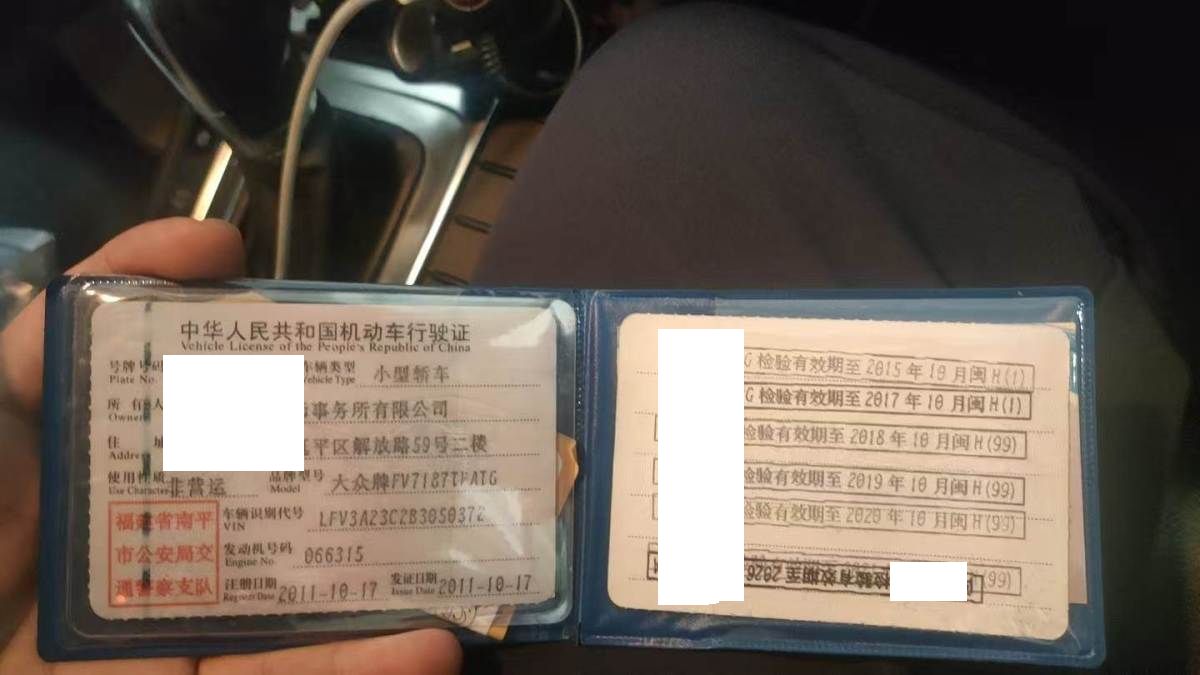 中华人民共和国机动车行驶证
Vehicle License of the People's Republic of China
号牌号码
Plate No.
车辆类型 小型轿车
Vehicle Type
所有人 事务所有限公司
Owner
住址 平区解放路59号二楼
Address
使用性质 非营运
Use Character
品牌型号 大众牌
Model
车辆识别代号 LFV3A23C2B3050372
VIN
发动机号码 066315
Engine No.
注册日期 2011-10-17
Register Date
发证日期 2011-10-17
Issue Date
福建省南平
市公安局交
通警察支队
G检验有效期至2015年10月闽H(1)
G检验有效期至2017年10月闽H(1)
检验有效期至2018年10月闽H(99)
检验有效期至2019年10月闽H(99)
检验有效期至2020年10月闽H(99)
检验有效期至
99)